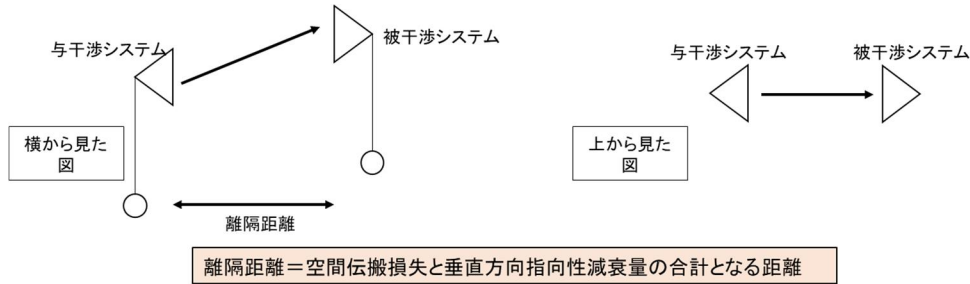 与干渉システム
被干渉システム
横から見た
図
離隔距離
与干渉システム
被干渉システム
上から見た
図
離隔距離＝空間伝搬損失と垂直方向指向性減衰量の合計となる距離